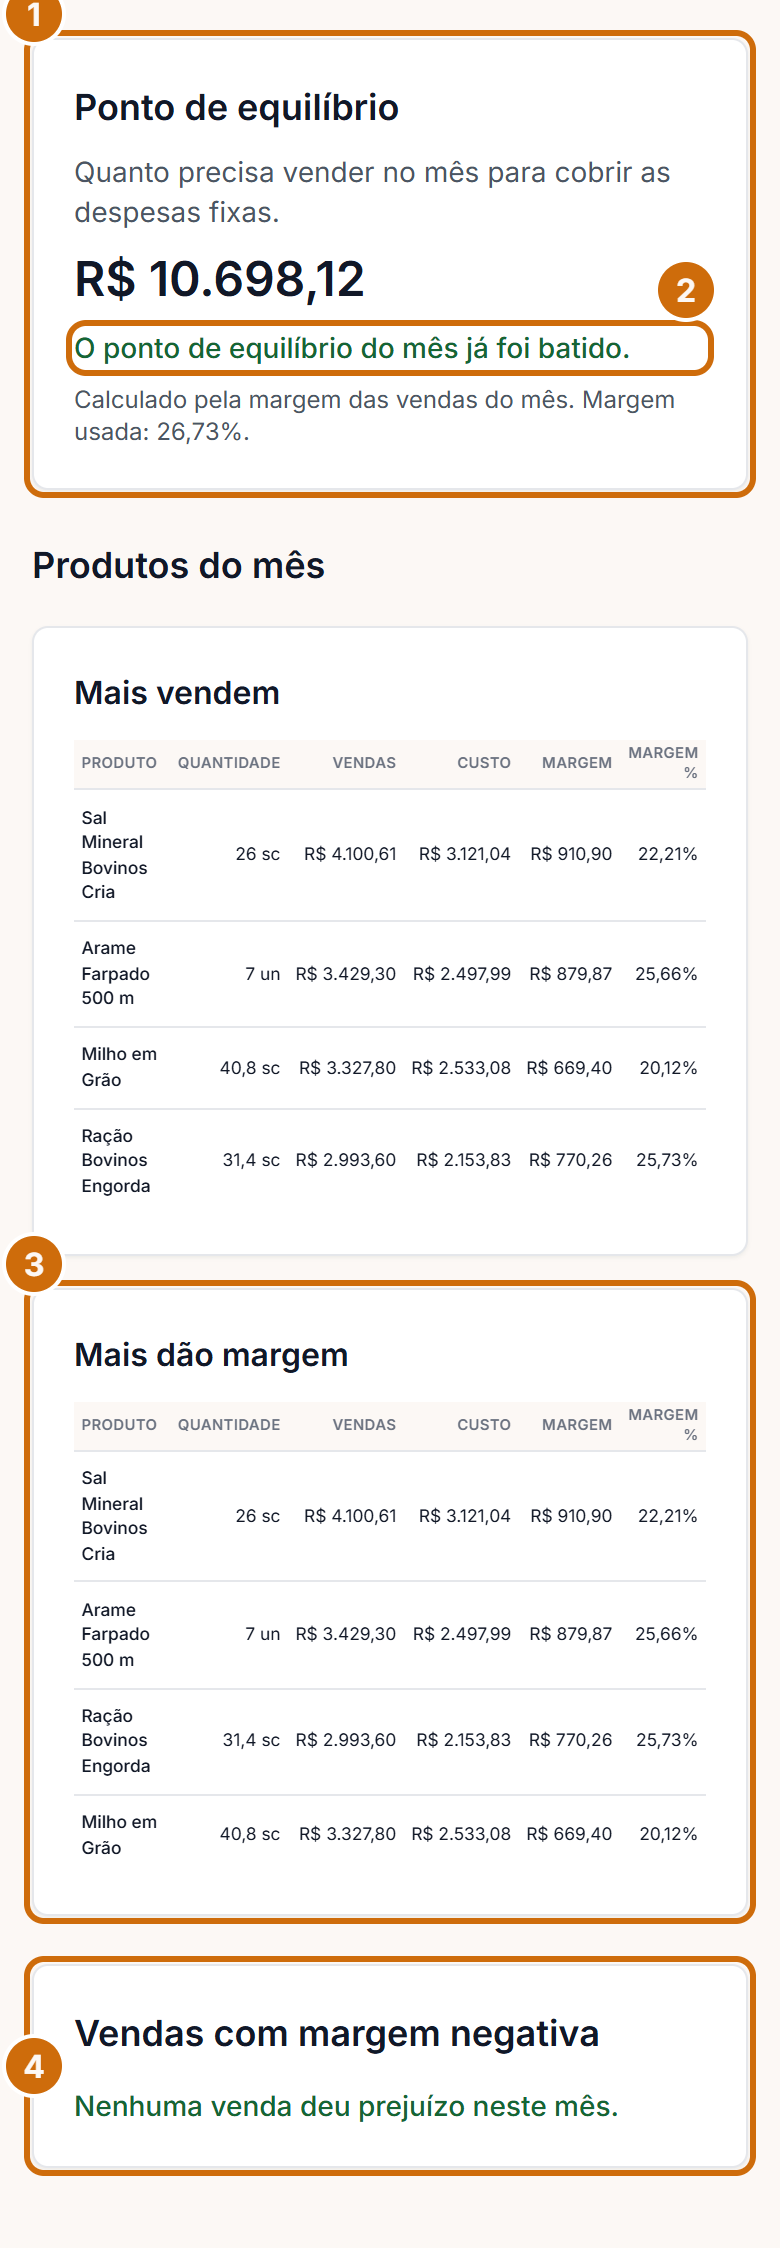 1
Ponto de equilíbrio
Quanto precisa vender no mês para cobrir as
despesas fixas.
R$ 10.698,12
2
O ponto de equilíbrio do mês já foi batido.
Calculado pela margem das vendas do mês. Margem
usada: 26,73%.
Produtos do mês
Mais vendem
PRODUTO QUANTIDADE VENDAS CUSTO MARGEM MARGEM %
Sal
Mineral
Bovinos
Cria
26 sc R$ 4.100,61 R$ 3.121,04 R$ 910,90 22,21%
Arame
Farpado
500 m
7 un R$ 3.429,30 R$ 2.497,99 R$ 879,87 25,66%
Milho em
Grão
40,8 sc R$ 3.327,80 R$ 2.533,08 R$ 669,40 20,12%
Ração
Bovinos
Engorda
31,4 sc R$ 2.993,60 R$ 2.153,83 R$ 770,26 25,73%
3
Mais dão margem
PRODUTO QUANTIDADE VENDAS CUSTO MARGEM MARGEM %
Sal
Mineral
Bovinos
Cria
26 sc R$ 4.100,61 R$ 3.121,04 R$ 910,90 22,21%
Arame
Farpado
500 m
7 un R$ 3.429,30 R$ 2.497,99 R$ 879,87 25,66%
Ração
Bovinos
Engorda
31,4 sc R$ 2.993,60 R$ 2.153,83 R$ 770,26 25,73%
Milho em
Grão
40,8 sc R$ 3.327,80 R$ 2.533,08 R$ 669,40 20,12%
Vendas com margem negativa
4
Nenhuma venda deu prejuízo neste mês.